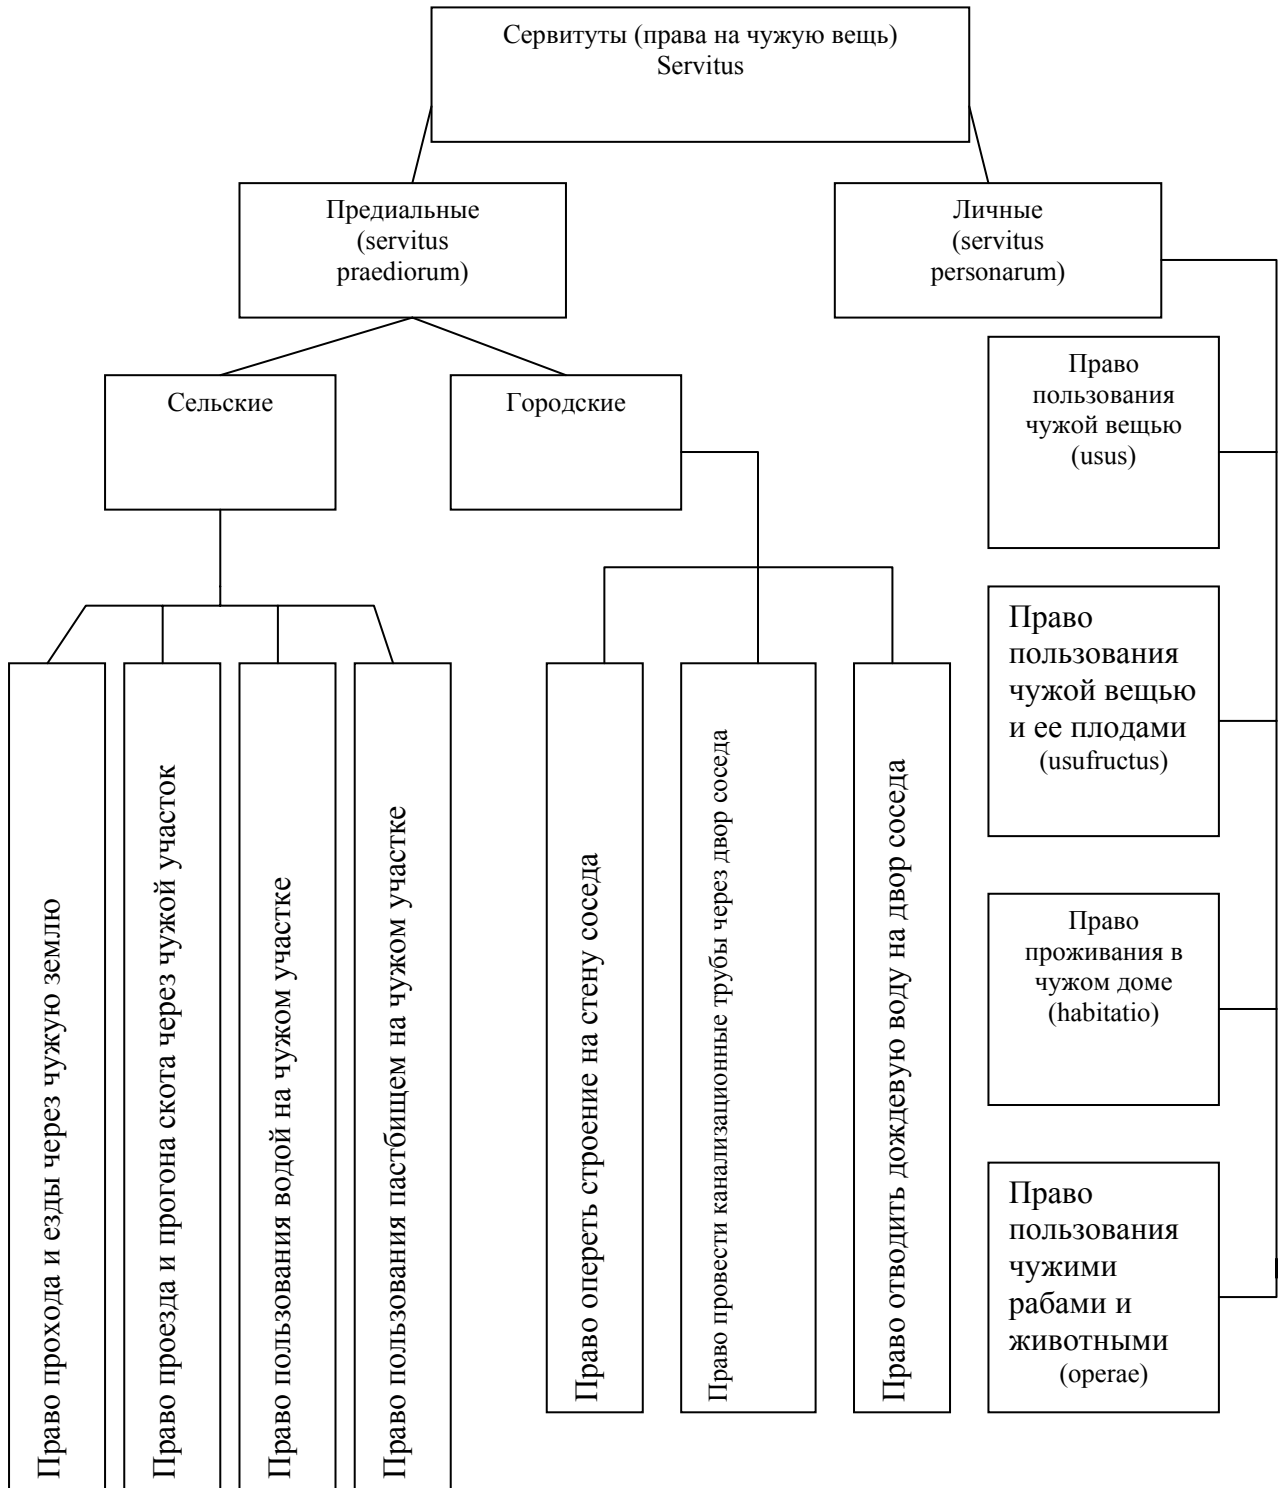 Сервитуты (права на чужую вещь)
Servitus
Предиальные
(servitus
praediorum)
Личные
(servitus
personarum)
Сельские
Городские
Право
пользования
чужой вещью
(usus)
Право
пользования
чужой вещью
и ее плодами
(usufructus)
Право
проживания в
чужом доме
(habitatio)
Право
пользования
чужими
рабами и
животными
(operae)
Право прохода и езды через чужую землю
Право проезда и прогона скота через чужой участок
Право пользования водой на чужом участке
Право пользования пастбищем на чужом участке
Право опереть строение на стену соседа
Право провести канализационные трубы через двор соседа
Право отводить дождевую воду на двор соседа